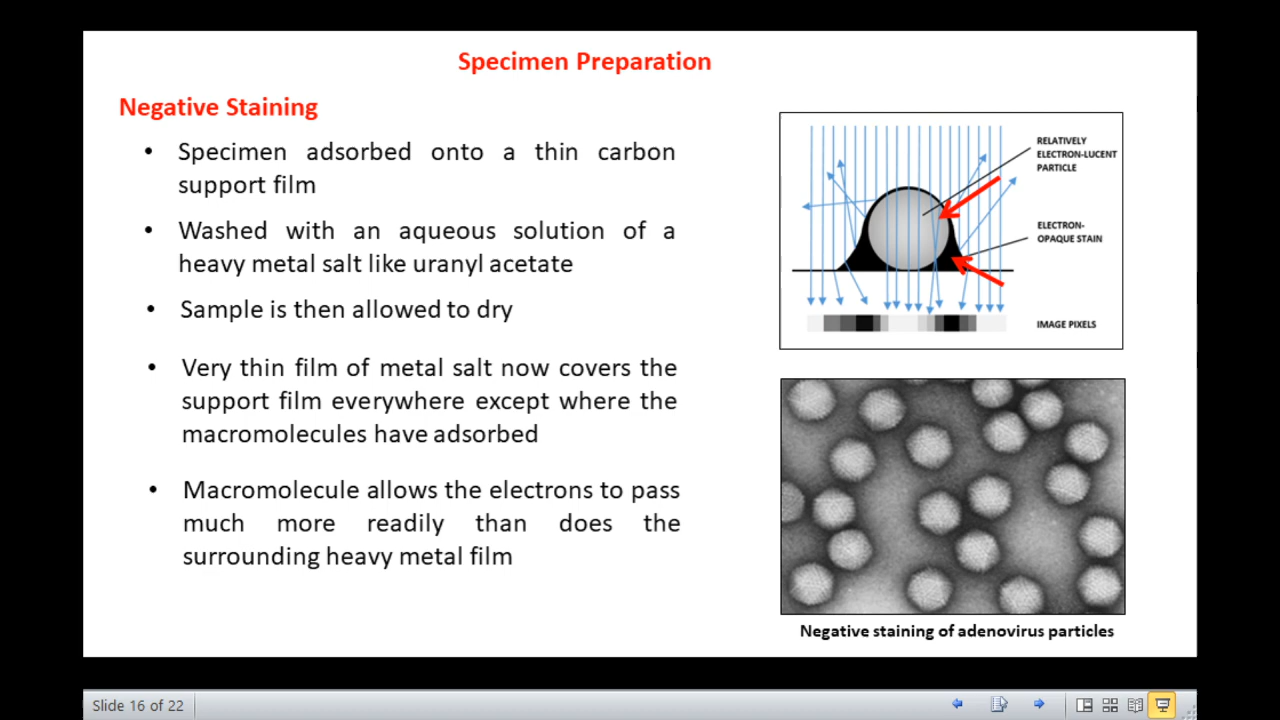 Specimen Preparation
Negative Staining
• Specimen adsorbed onto a thin carbon
support film
• Washed with an aqueous solution of a
heavy metal salt like uranyl acetate
• Sample is then allowed to dry
• Very thin film of metal salt now covers the
support film everywhere except where the
macromolecules have adsorbed
• Macromolecule allows the electrons to pass
much more readily than does the
surrounding heavy metal film
RELATIVELY
ELECTRON-LUCENT
PARTICLE
ELECTRON-
OPAQUE STAIN
IMAGE PIXELS
Negative staining of adenovirus particles
Slide 16 of 22